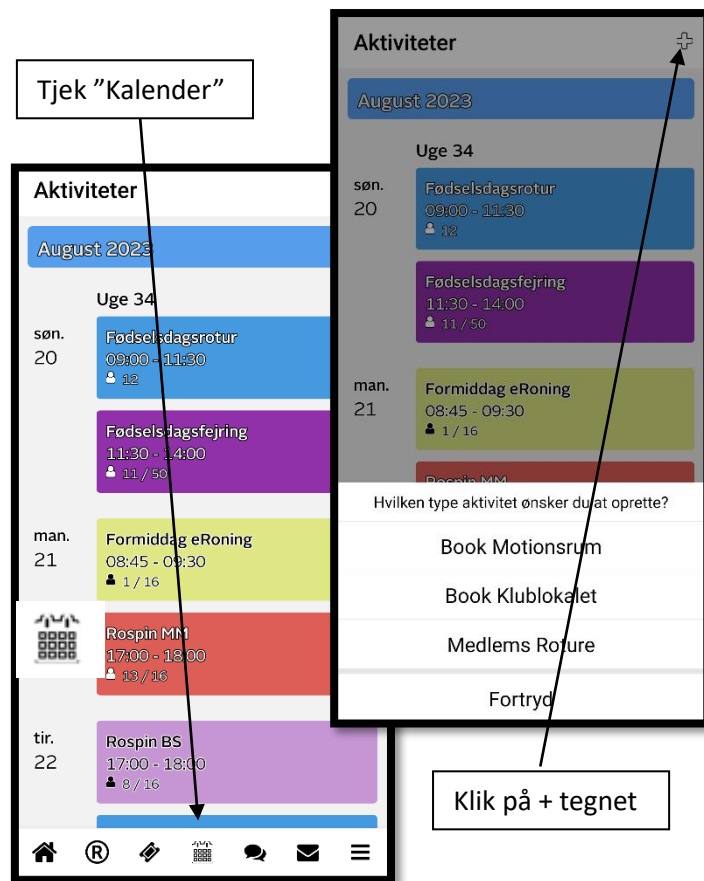 Tjek ”Kalender”
Aktiviteter
August 2023
Uge 34
søn.
20
Fødselsdagsrotur
09:00 - 11:30
12
Fødselsdagsfejring
11:30 - 14:00
11 / 50
man.
21
Formiddag eRoning
08:45 - 09:30
1 / 16
Rospin MM
17:00 - 18:00
13 / 16
tir.
22
Rospin BS
17:00 - 18:00
8 / 16
®
Aktiviteter
August 2023
Uge 34
søn.
20
Fødselsdagsrotur
09:00 - 11:30
12
Fødselsdagsfejring
11:30 - 14:00
11 / 50
man.
21
Formiddag eRoning
08:45 - 09:30
1 / 16
Rospin MM
Hvilken type aktivitet ønsker du at oprette?
Book Motionsrum
Book Klublokalet
Medlems Roture
Fortryd
Klik på + tegnet